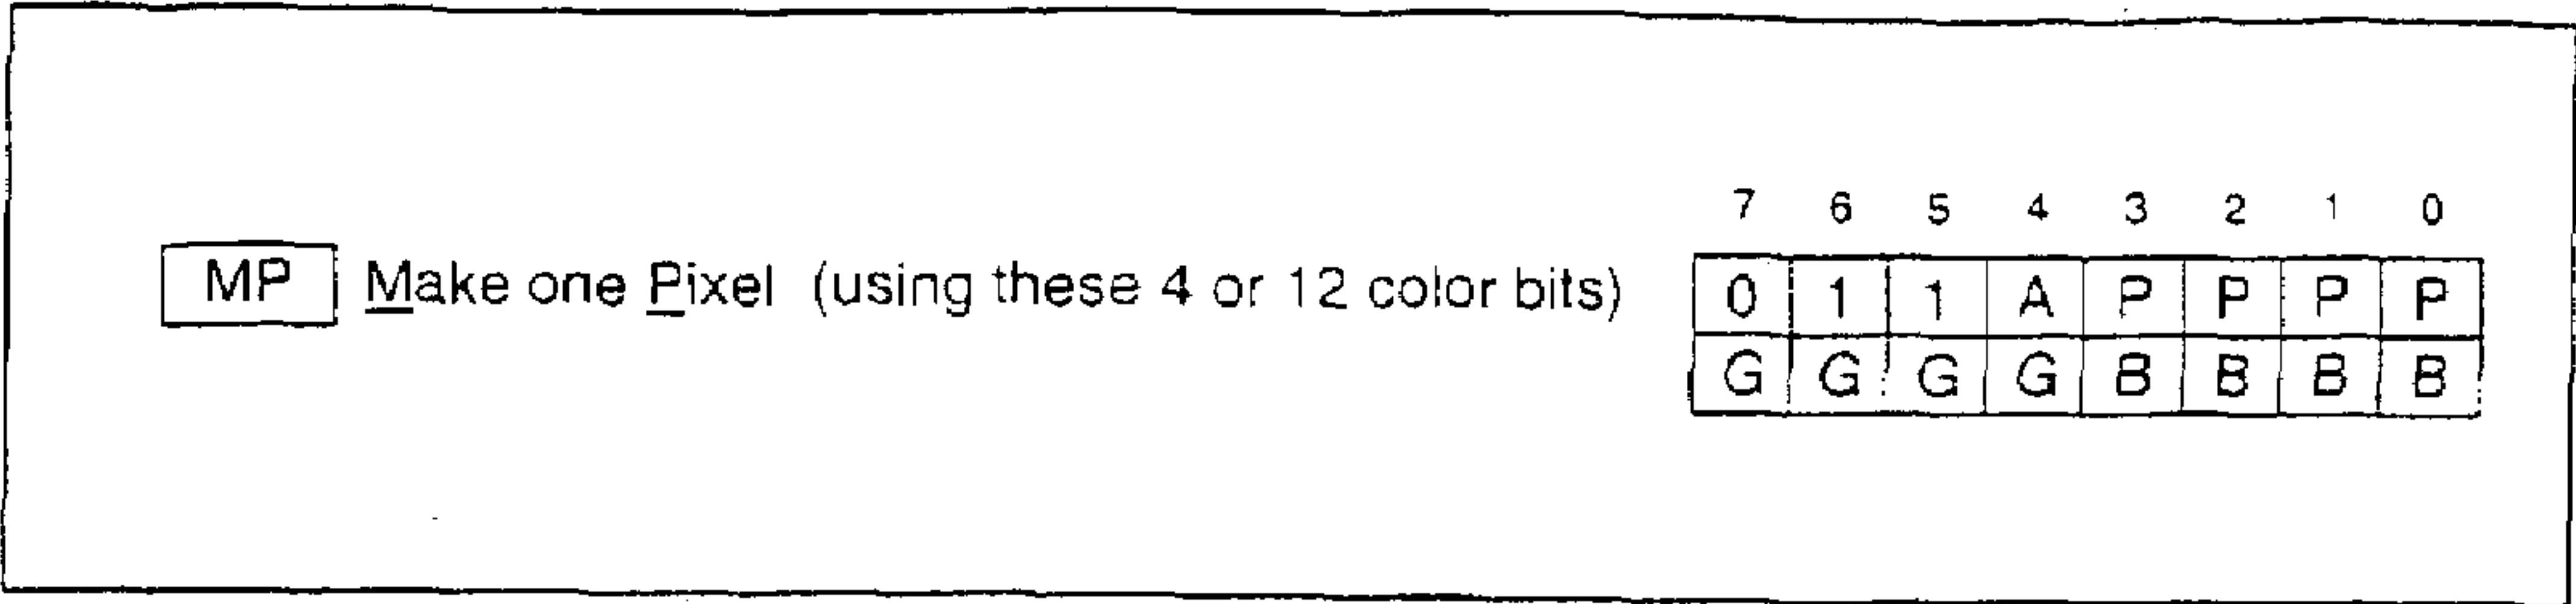 7 6 5 4 3 2 1 0
MP Make one Pixel (using these 4 or 12 color bits) 0 1 1 A P P P P
G G G G B B B B